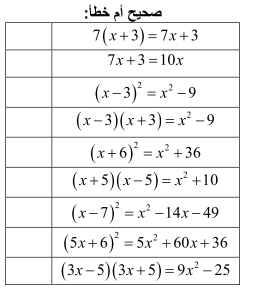 صحيح أم خطأ:
7(x+3)=7x+3
7x+3=10x
(x−3)²=x²−9
(x−3)(x+3)=x²−9
(x+6)²=x²+36
(x+5)(x−5)=x²+10
(x−7)²=x²−14x−49
(5x+6)²=5x²+60x+36
(3x−5)(3x+5)=9x²−25